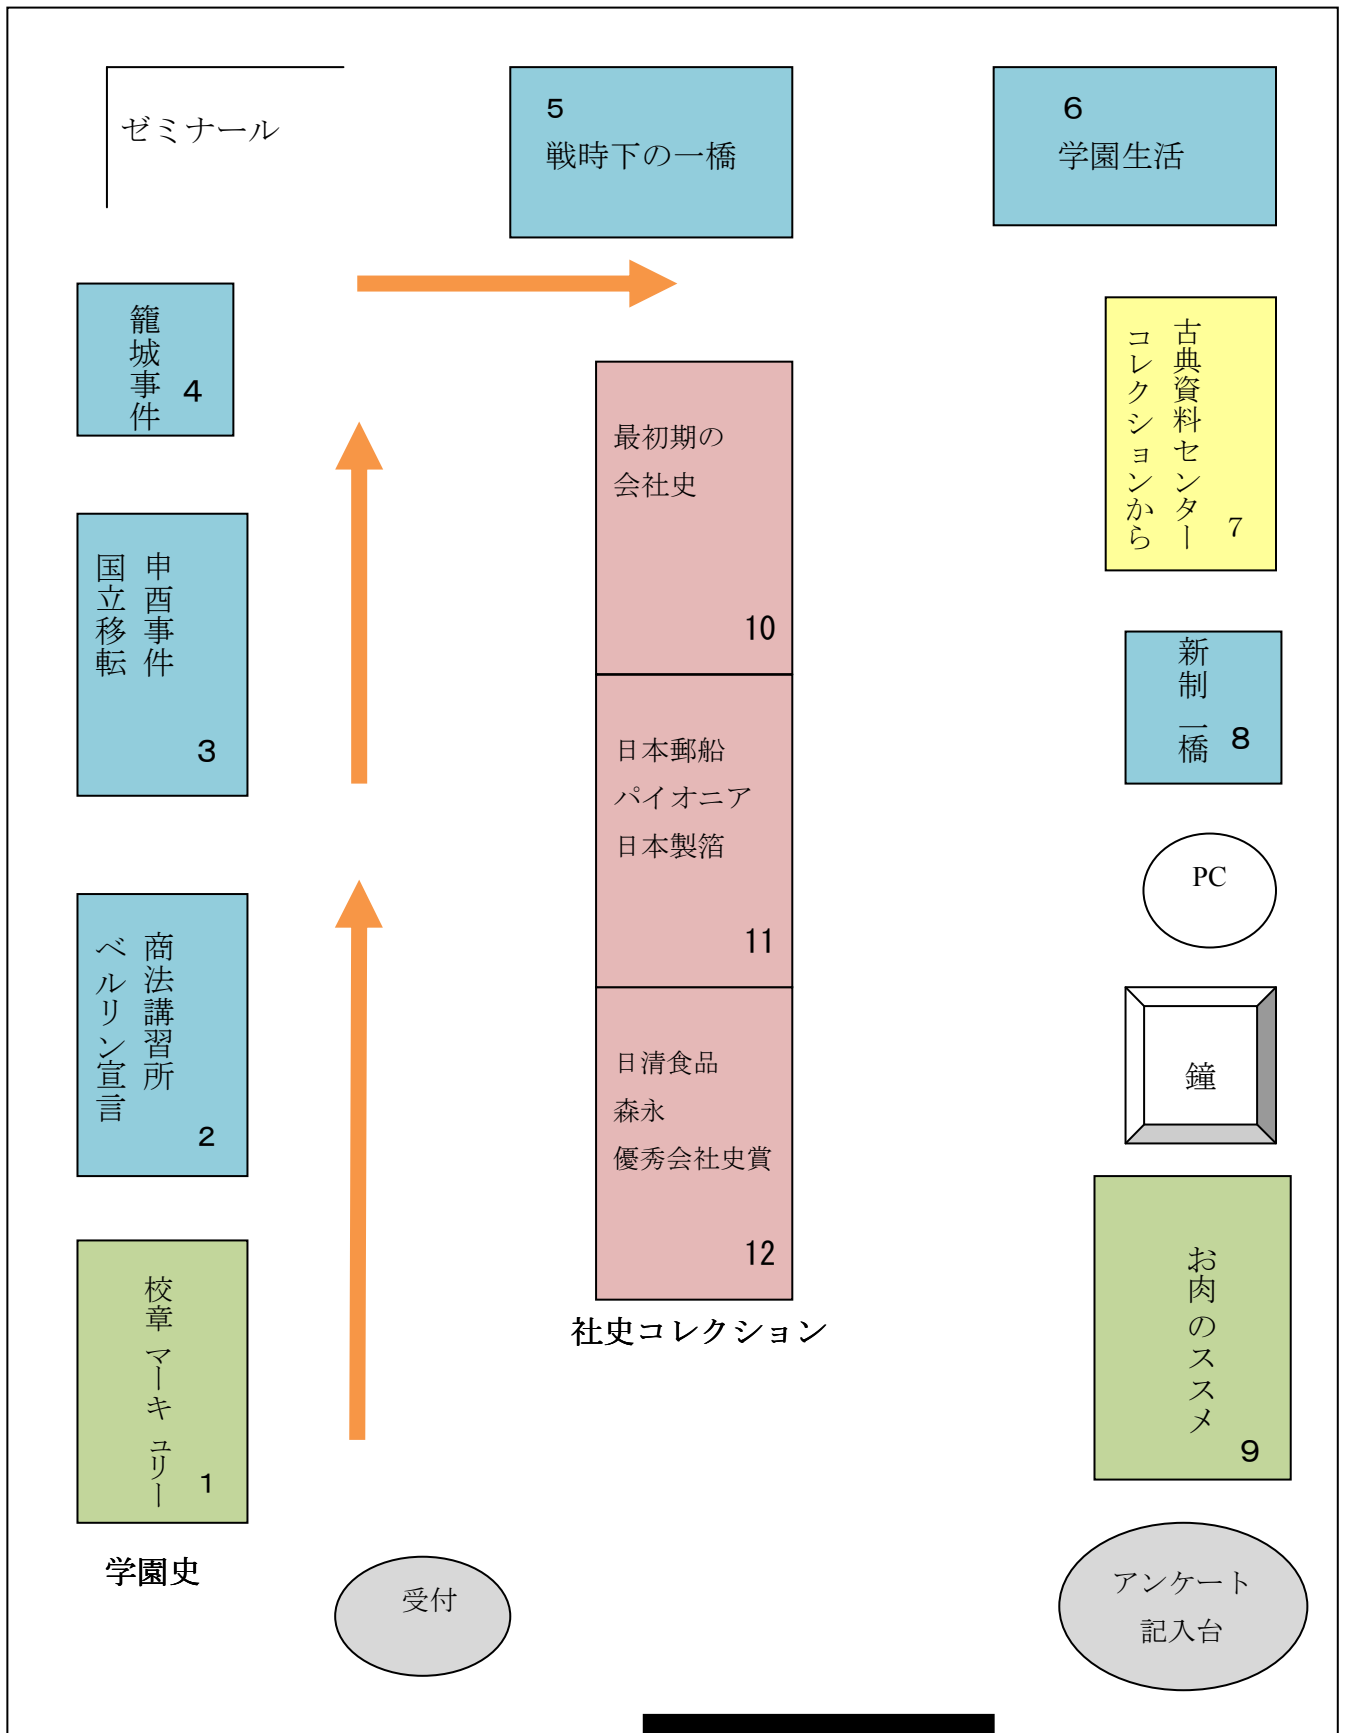 ゼミナール
5
戦時下の一橋
6
学園生活
籠城事件
4
古典資料センター
コレクションから
7
最初期の
会社史
10
申酉事件
国立移転
3
新制一橋
8
日本郵船
パイオニア
日本製箔
11
PC
商法講習所
ベルリン宣言
2
鐘
日清食品
森永
優秀会社史賞
12
社史コレクション
校章 マーキュリー
1
お肉のススメ
9
学園史
受付
アンケート
記入台